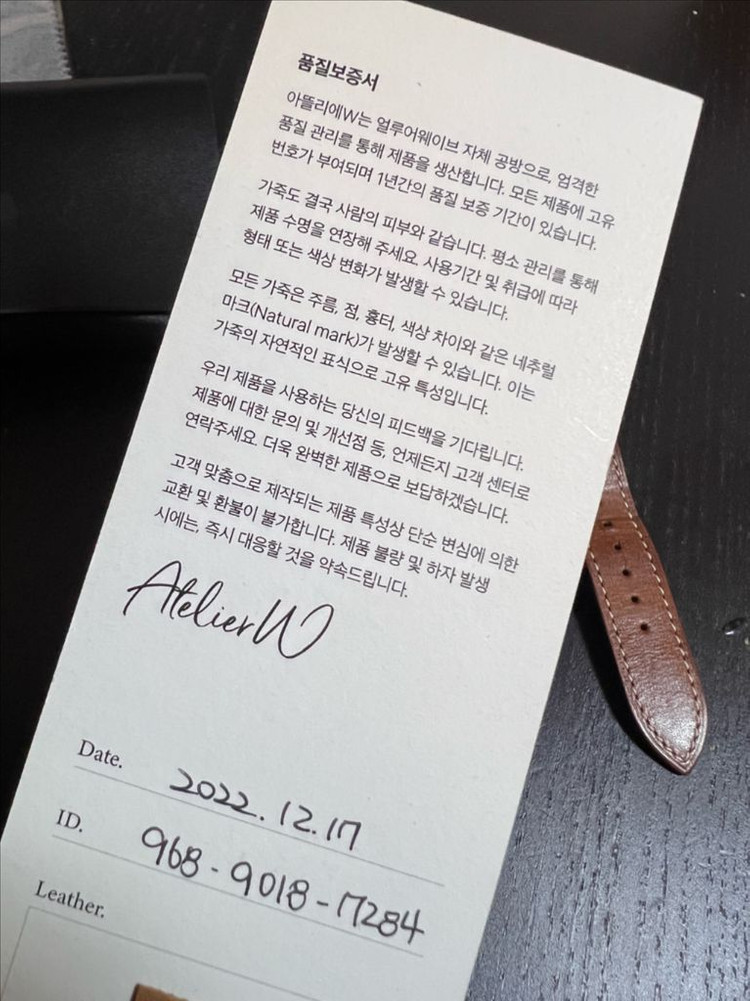 품질보증서
아뜰리에W는 얼루어웨이브 자체 공방으로, 엄격한
품질 관리를 통해 제품을 생산합니다. 모든 제품에 고유
번호가 부여되며 1년간의 품질 보증 기간이 있습니다.
가죽도 결국 사람의 피부와 같습니다. 평소 관리를 통해
제품 수명을 연장해 주세요. 사용기간 및 취급에 따라
형태 또는 색상 변화가 발생할 수 있습니다.
모든 가죽은 주름, 점, 흉터, 색상 차이와 같은 네추럴
마크(Natural mark)가 발생할 수 있습니다. 이는
가죽의 자연적인 표식으로 고유 특성입니다.
우리 제품을 사용하는 당신의 피드백을 기다립니다.
제품에 대한 문의 및 개선점 등, 언제든지 고객 센터로
연락주세요. 더욱 완벽한 제품으로 보답하겠습니다.
고객 맞춤으로 제작되는 제품 특성상 단순 변심에 의한
교환 및 환불이 불가합니다. 제품 불량 및 하자 발생
시에는, 즉시 대응할 것을 약속드립니다.
AtelierW
Date. 2022.12.17
ID. 968-9018-17284
Leather.